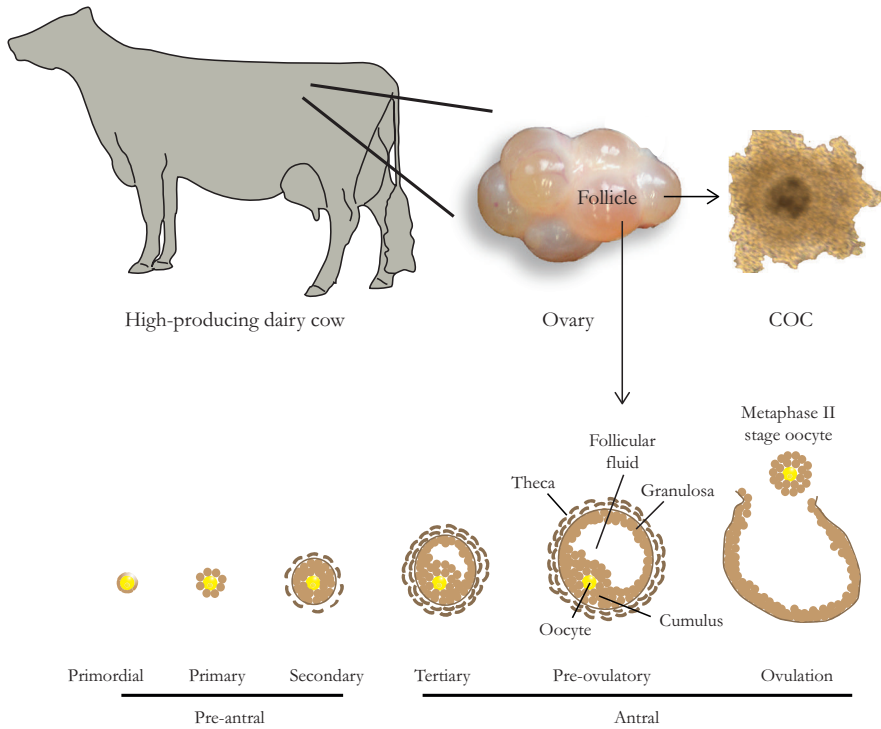 Follicle
High-producing dairy cow
Ovary
COC
Metaphase II
stage oocyte
Follicular
fluid
Theca
Granulosa
Oocyte
Cumulus
Primordial
Primary
Secondary
Tertiary
Pre-ovulatory
Ovulation
Pre-antral
Antral